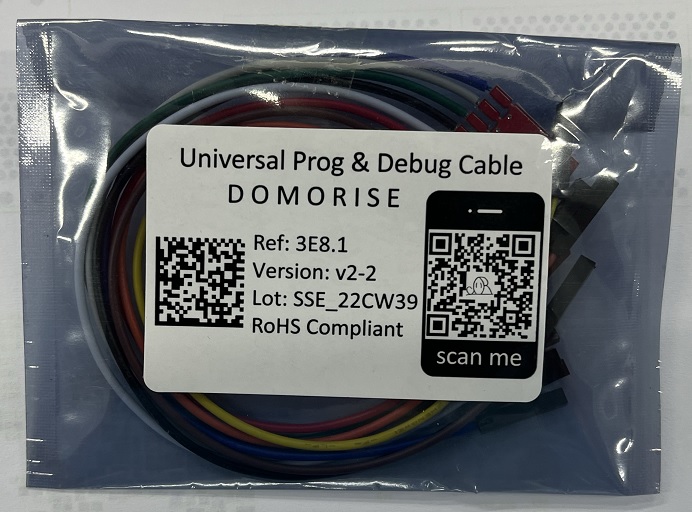 Universal Prog & Debug Cable
DOMORISE
Ref: 3E8.1
Version: v2-2
Lot: SSE_22CW39
RoHS Compliant
scan me